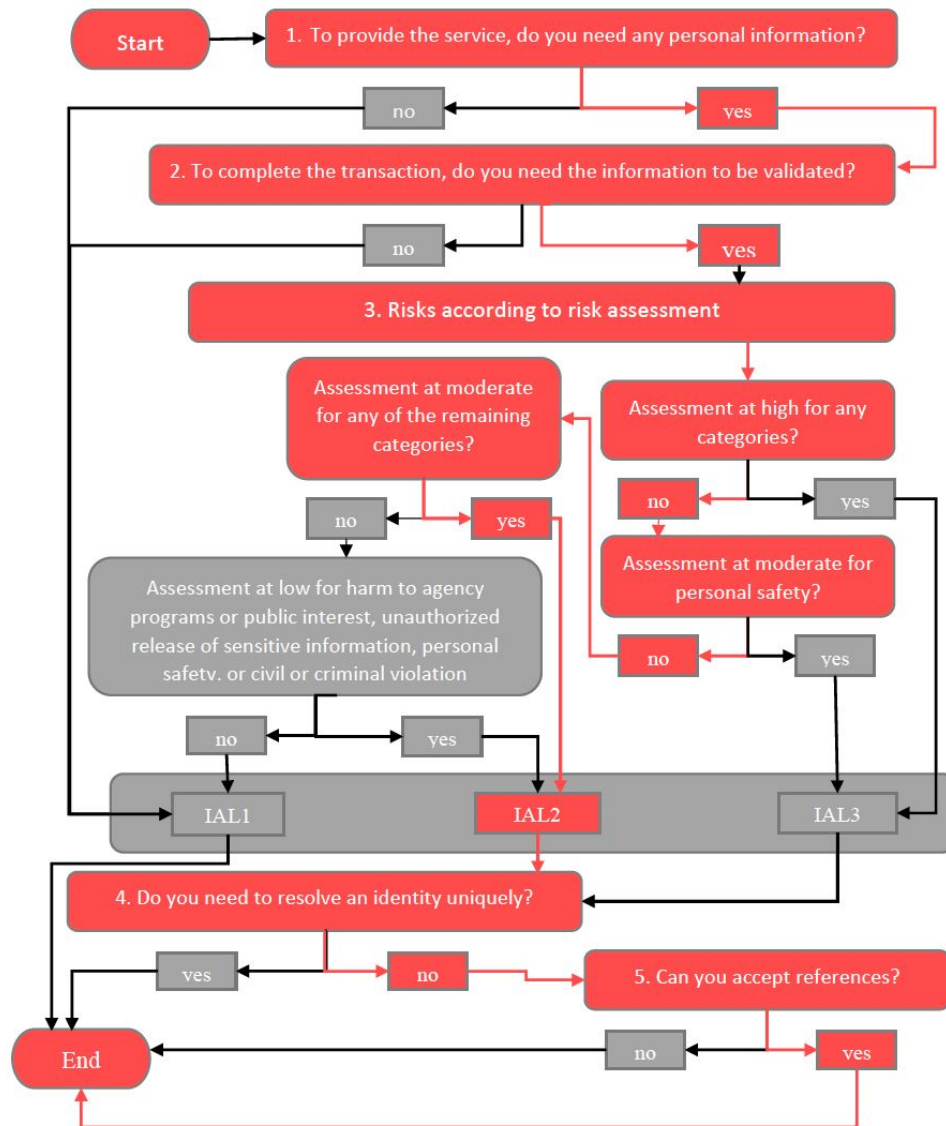 Start
1. To provide the service, do you need any personal information?
no
yes
2. To complete the transaction, do you need the information to be validated?
no
yes
3. Risks according to risk assessment
Assessment at moderate
for any of the remaining
categories?
Assessment at high for any
categories?
no
yes
no
yes
Assessment at low for harm to agency
programs or public interest, unauthorized
release of sensitive information, personal
safety. or civil or criminal violation
Assessment at moderate for
personal safety?
no
yes
no
yes
IAL1
IAL2
IAL3
4. Do you need to resolve an identity uniquely?
yes
no
5. Can you accept references?
End
no
yes